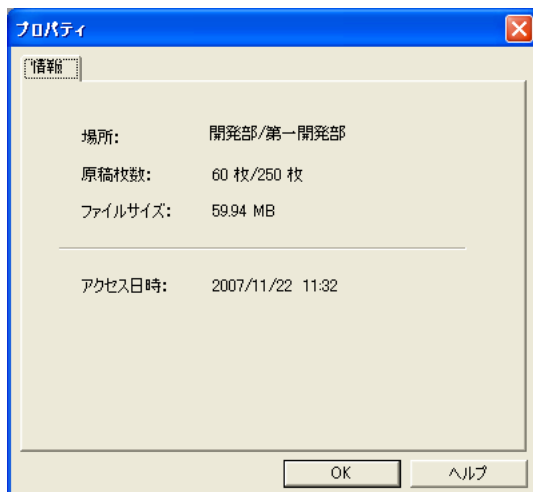 プロパティ
情報
場所: 開発部/第一開発部
原稿枚数: 60 枚/250 枚
ファイルサイズ: 59.94 MB
アクセス日時: 2007/11/22 11:32
OK ヘルプ